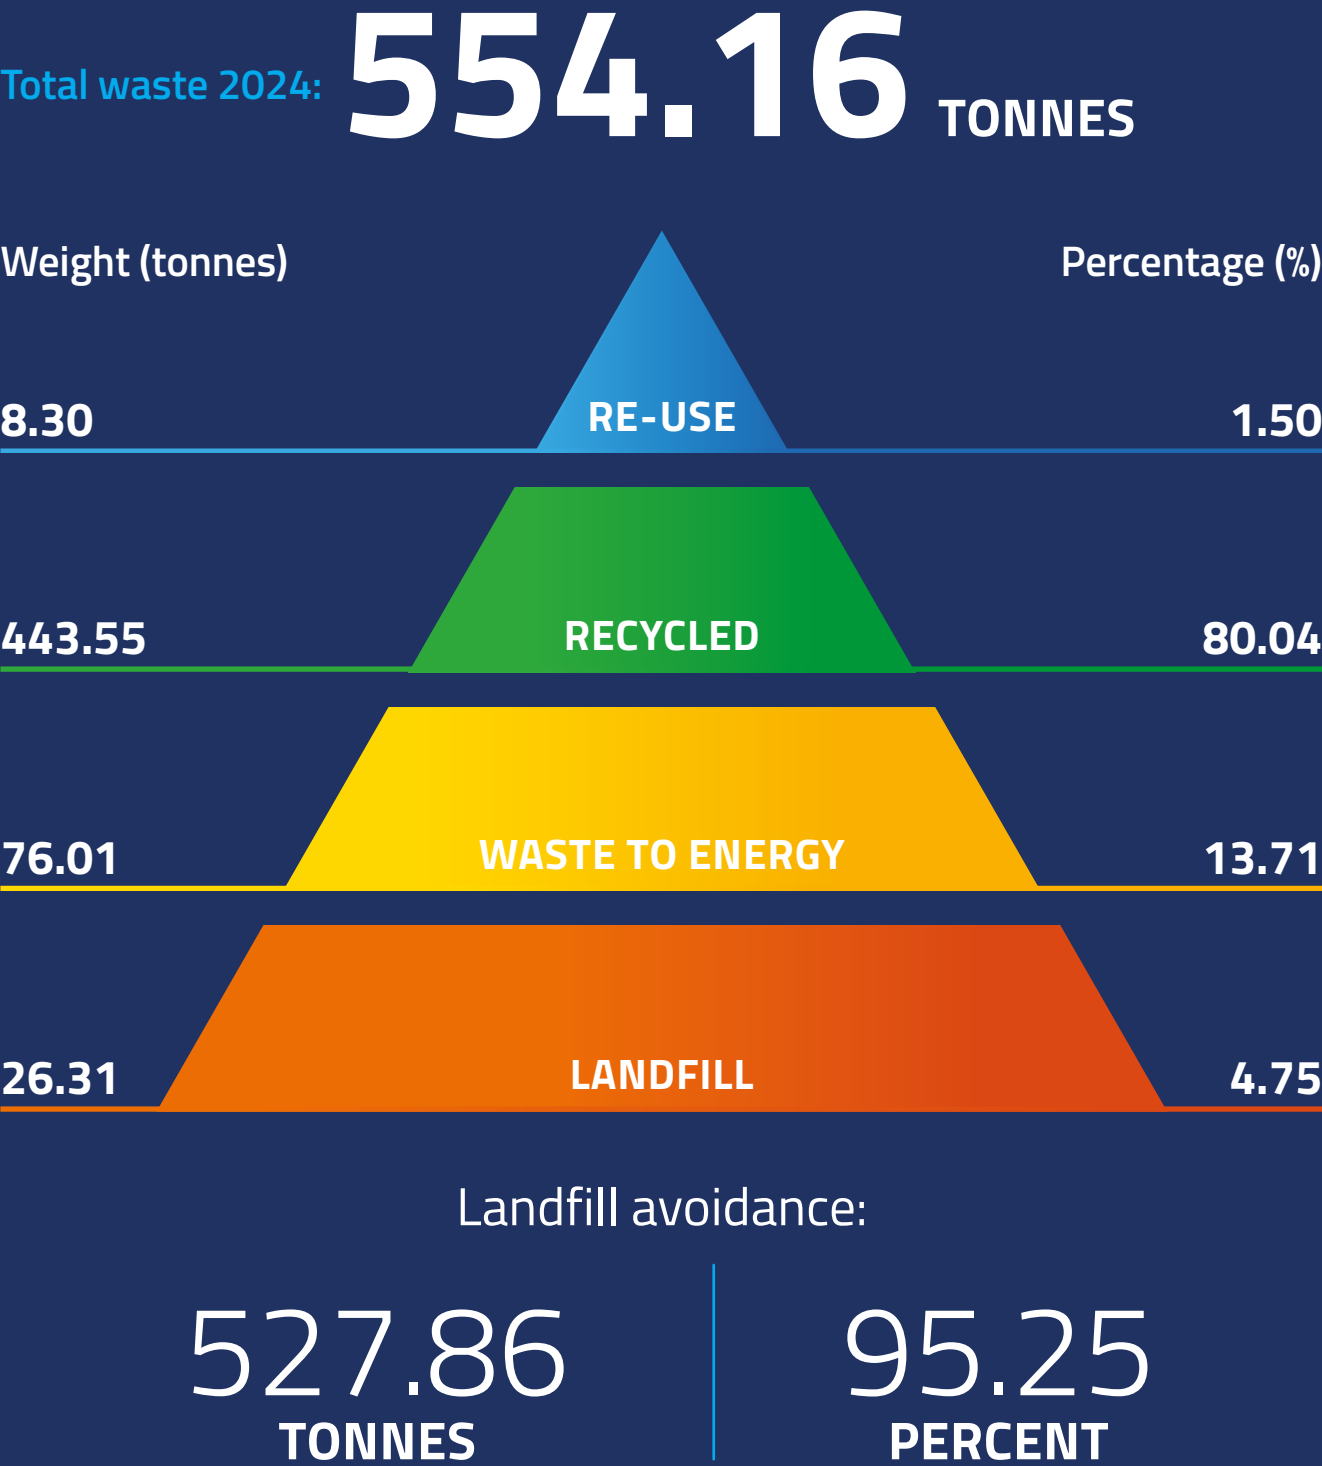 Total waste 2024: 554.16 TONNES
Weight (tonnes) Percentage (%)
8.30 RE-USE 1.50
443.55 RECYCLED 80.04
76.01 WASTE TO ENERGY 13.71
26.31 LANDFILL 4.75
Landfill avoidance:
527.86 95.25
TONNES PERCENT